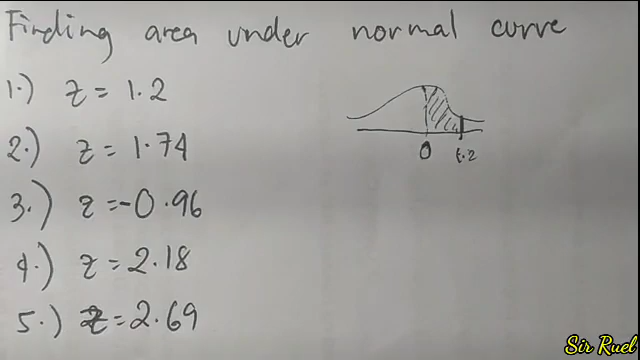 Finding area under normal curve
1.) z = 1.2
2.) z = 1.74
3.) z = -0.96
4.) z = 2.18
5.) z = 2.69
0 1.2
Sir Ruel